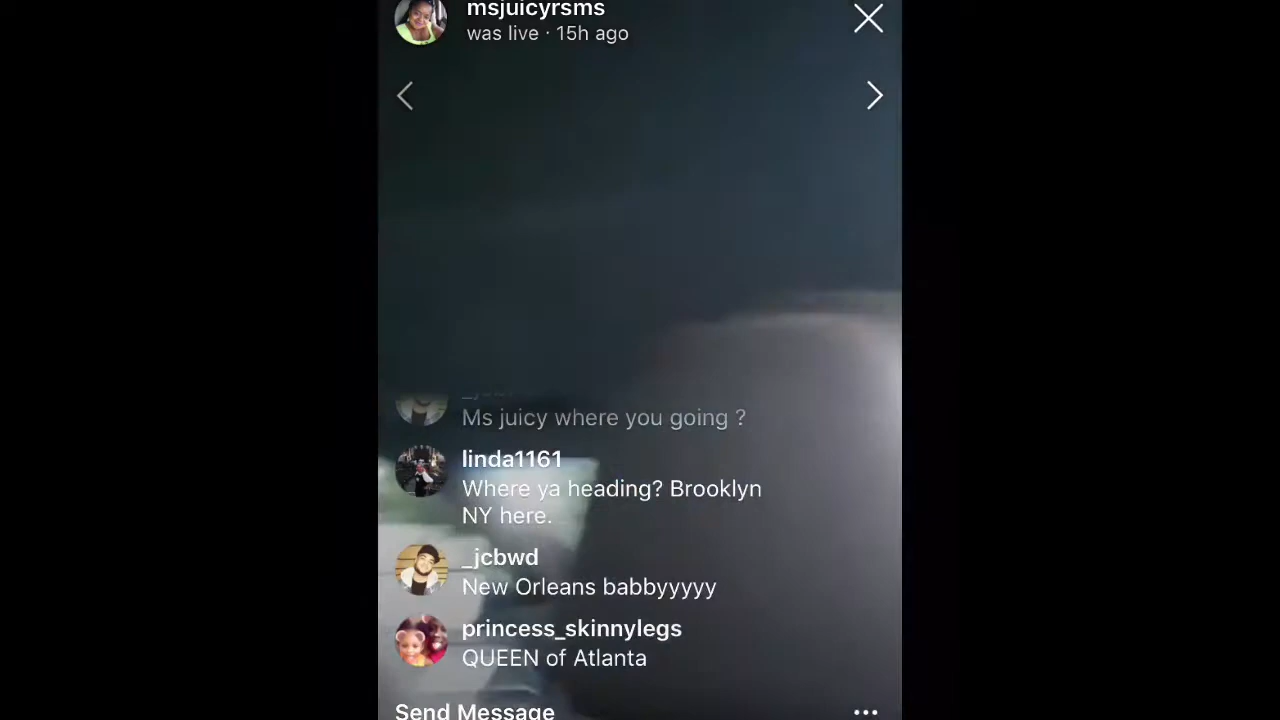 msjuicyrsms
was live · 15h ago
Ms juicy where you going ?
linda1161
Where ya heading? Brooklyn
NY here.
_jcbwd
New Orleans babbyyyyy
princess_skinnylegs
QUEEN of Atlanta
Send Message